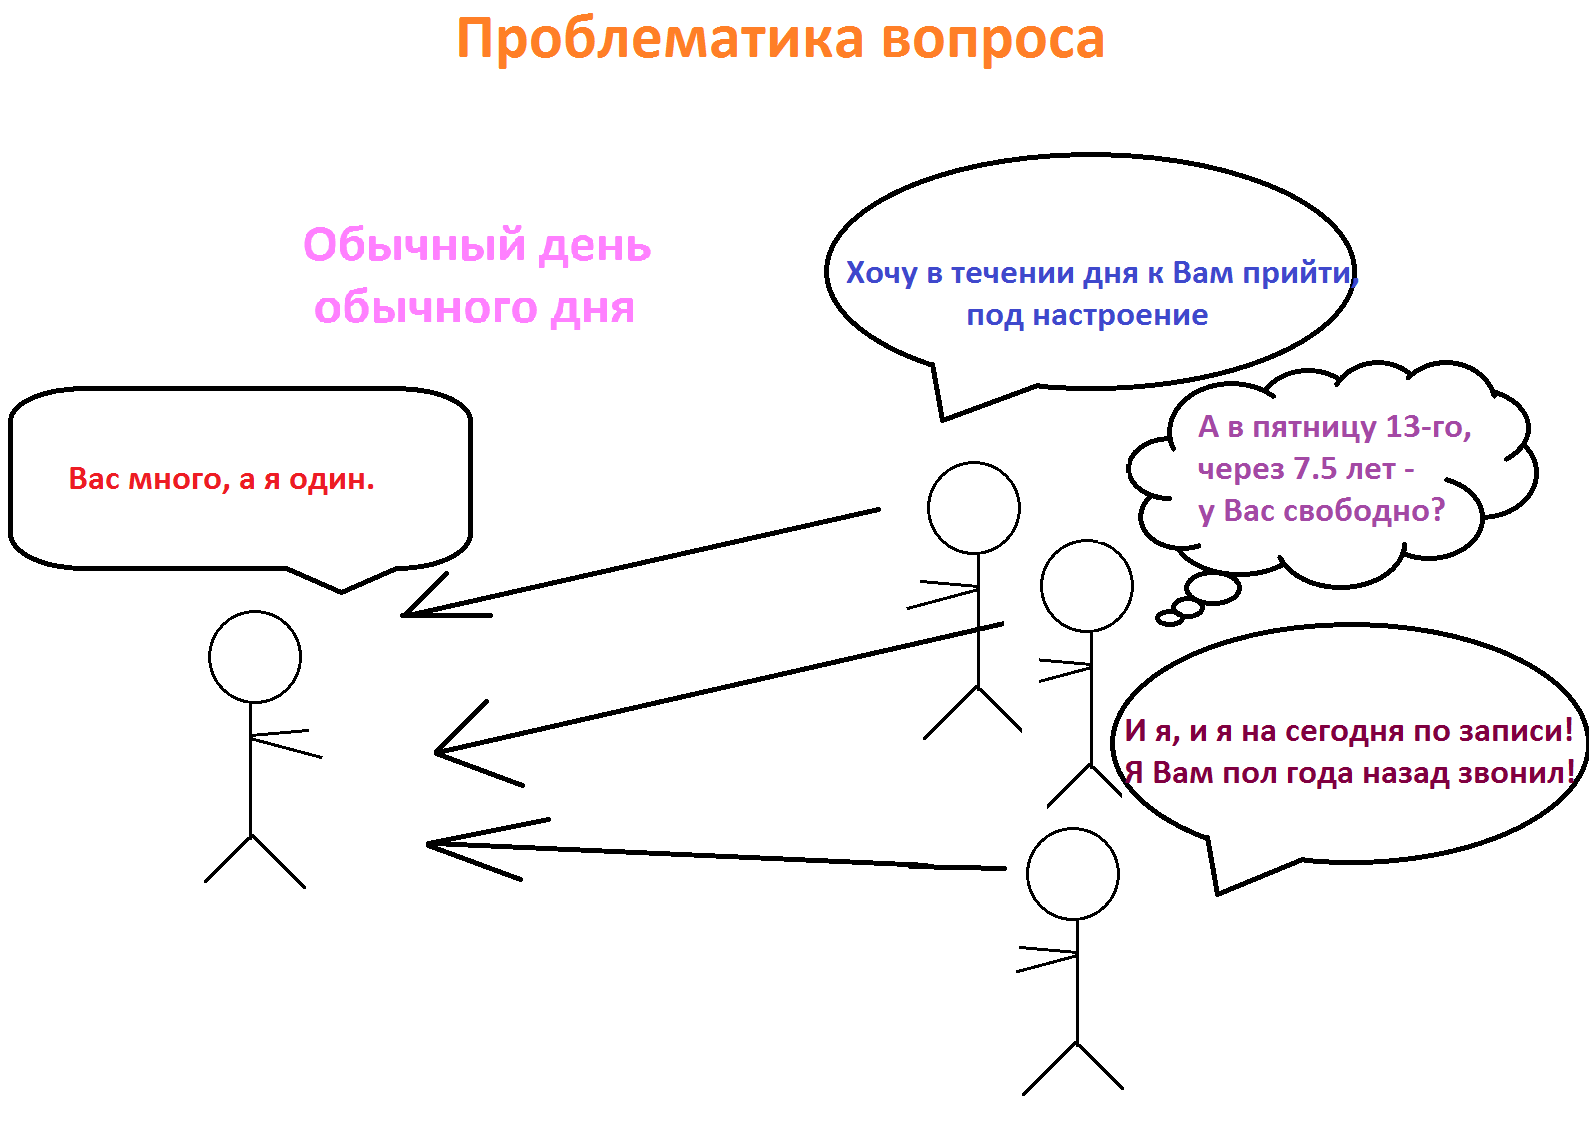 Проблематика вопроса
Обычный день
обычного дня
Хочу в течении дня к Вам прийти,
под настроение
Вас много, а я один.
А в пятницу 13-го,
через 7.5 лет -
у Вас свободно?
И я, и я на сегодня по записи!
Я Вам пол года назад звонил!